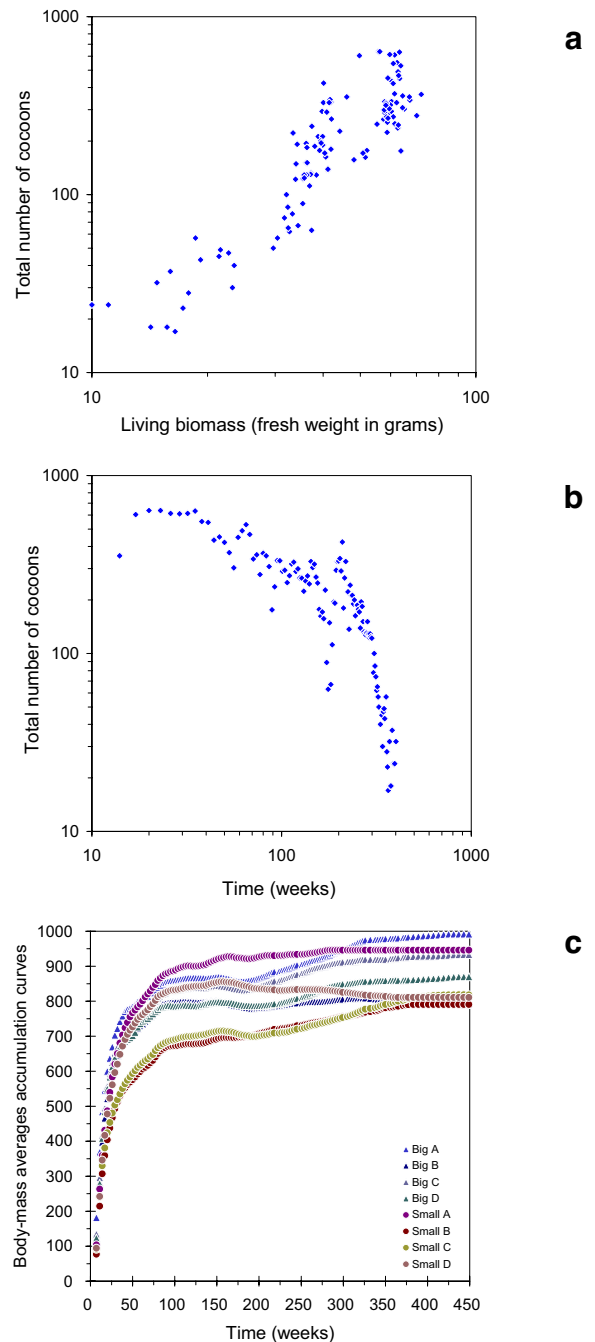 a
1000
100
10
Total number of cocoons
10
100
Living biomass (fresh weight in grams)
b
1000
100
10
Total number of cocoons
10
100
1000
Time (weeks)
c
1000
900
800
700
600
500
400
300
200
100
0
Body-mass averages accumulation curves
Big A
Big B
Big C
Big D
Small A
Small B
Small C
Small D
0 50 100 150 200 250 300 350 400 450
Time (weeks)